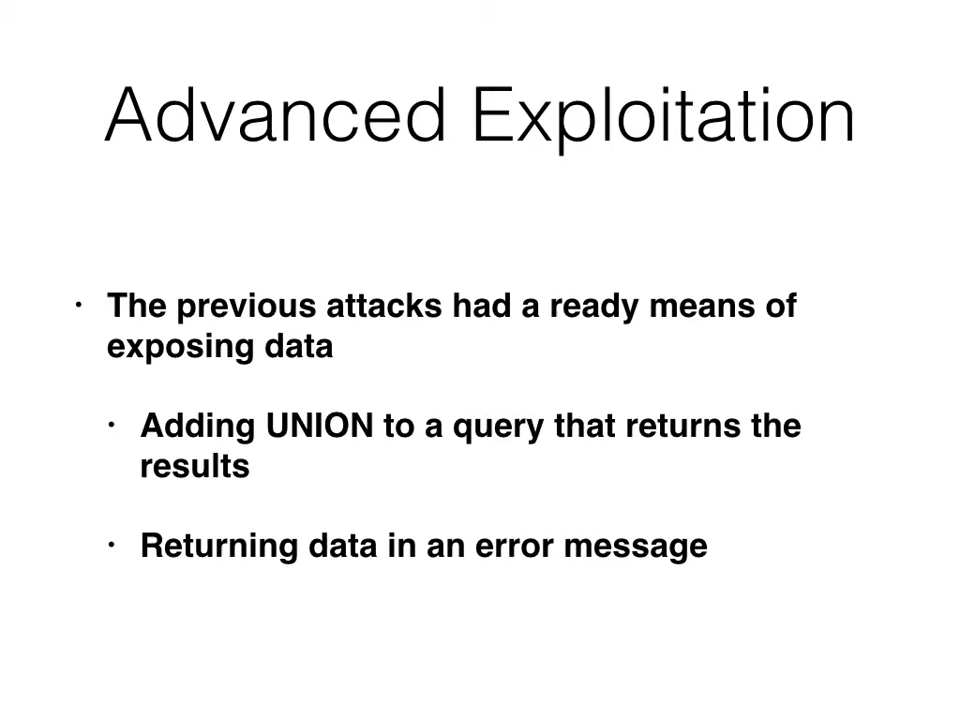 Advanced Exploitation
• The previous attacks had a ready means of
exposing data
• Adding UNION to a query that returns the
results
• Returning data in an error message